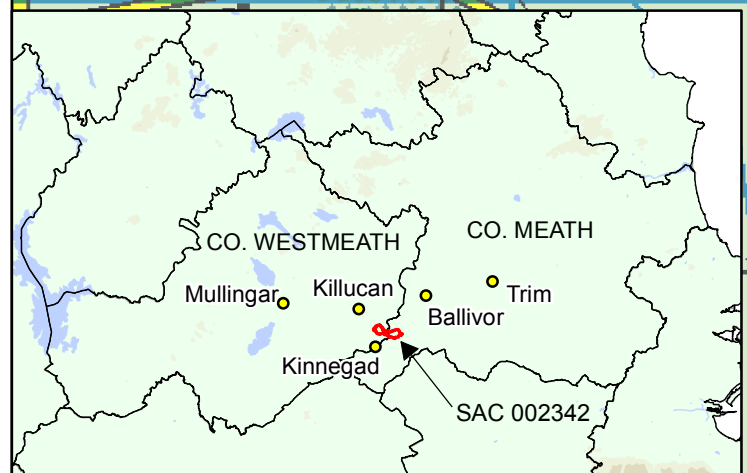 CO. WESTMEATH
CO. MEATH
Mullingar
Killucan
Trim
Ballivor
Kinnegad
SAC 002342